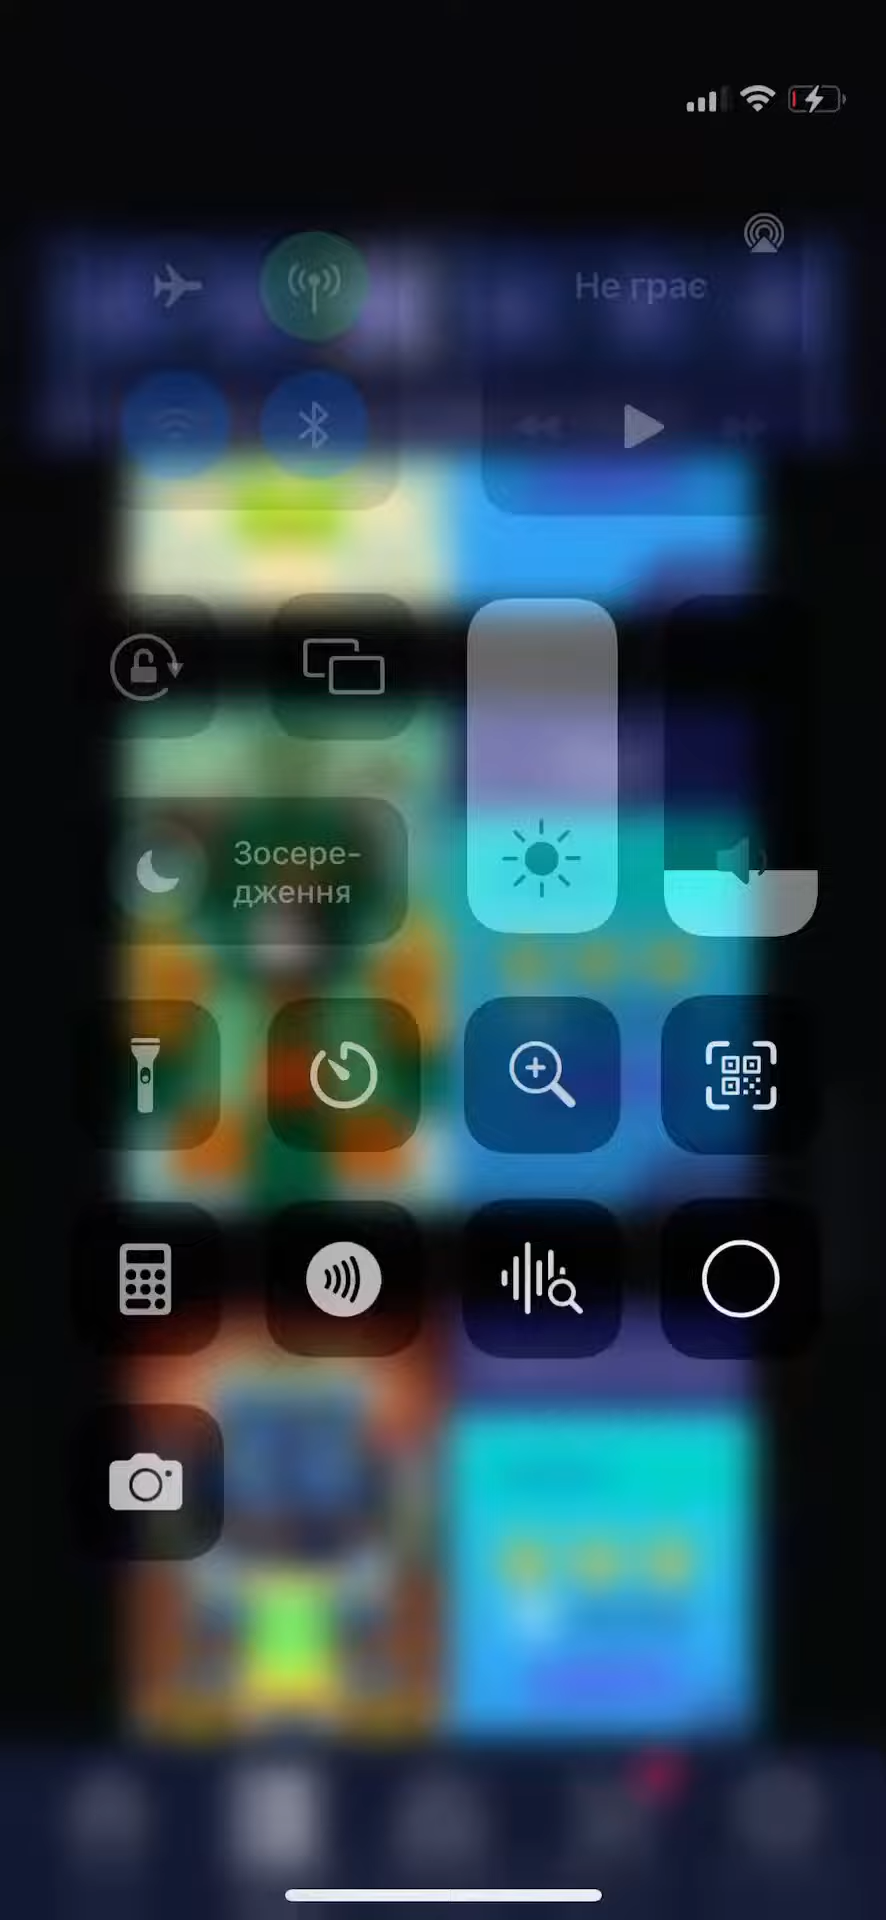 Не грає
Зосере-
дження